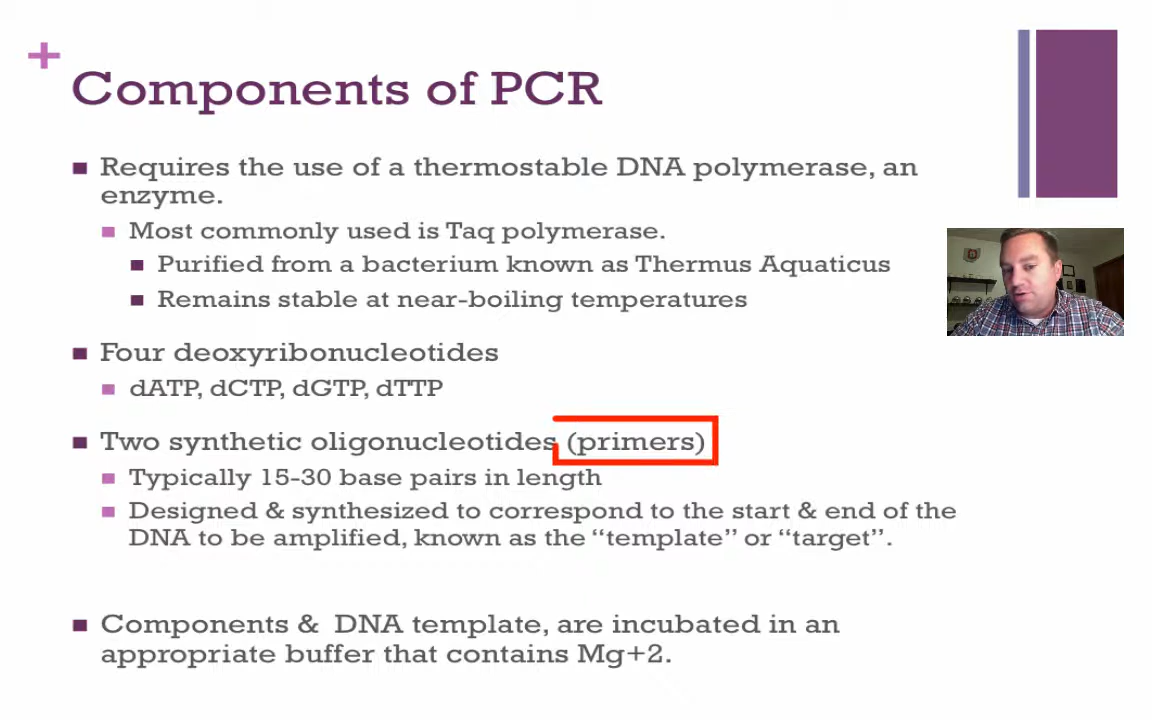 +
Components of PCR
Requires the use of a thermostable DNA polymerase, an
enzyme.
Most commonly used is Taq polymerase.
Purified from a bacterium known as Thermus Aquaticus
Remains stable at near-boiling temperatures
Four deoxyribonucleotides
dATP, dCTP, dGTP, dTTP
Two synthetic oligonucleotides (primers)
Typically 15-30 base pairs in length
Designed & synthesized to correspond to the start & end of the
DNA to be amplified, known as the “template” or “target”.
Components & DNA template, are incubated in an
appropriate buffer that contains Mg+2.